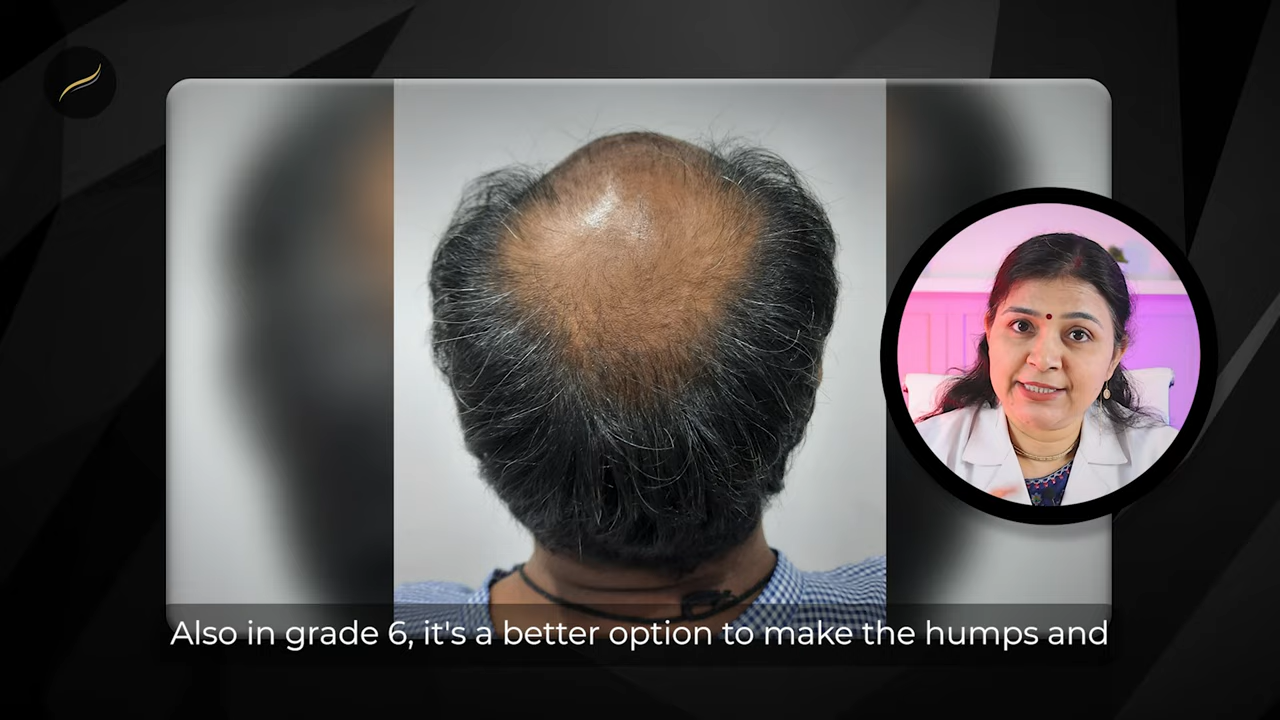 Also in grade 6, it's a better option to make the humps and